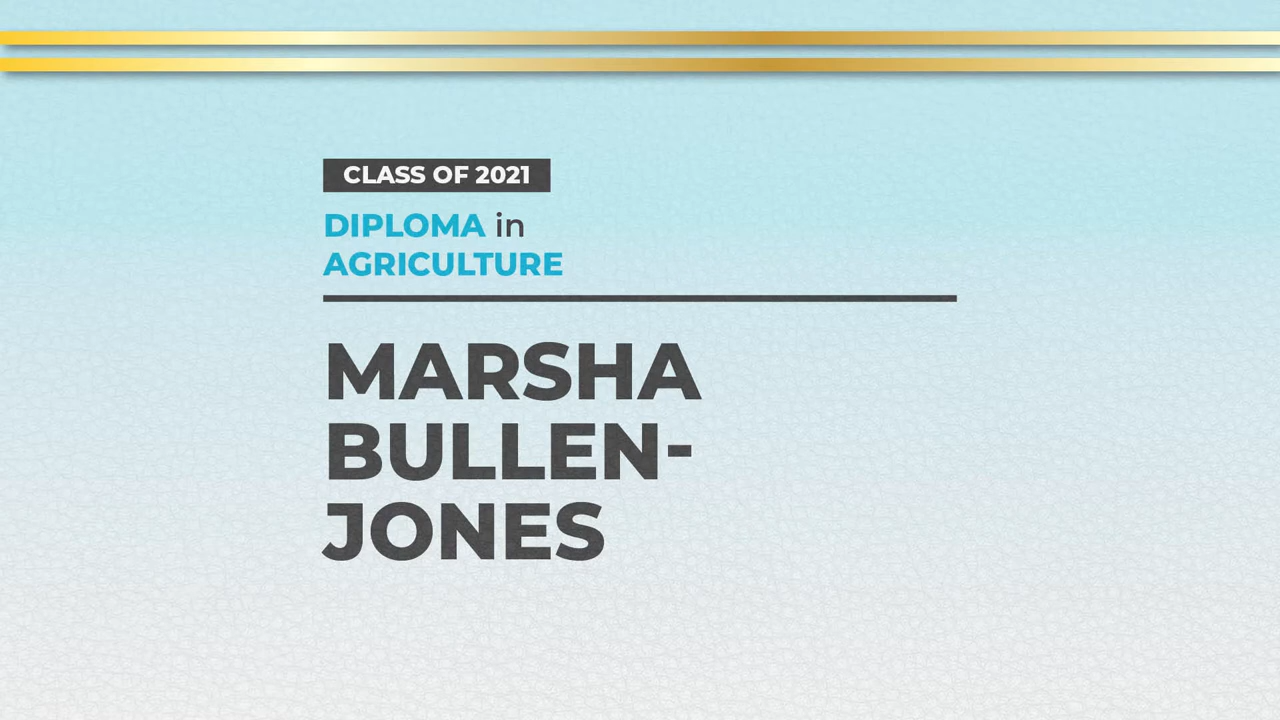 CLASS OF 2021
DIPLOMA in
AGRICULTURE
MARSHA
BULLEN-
JONES